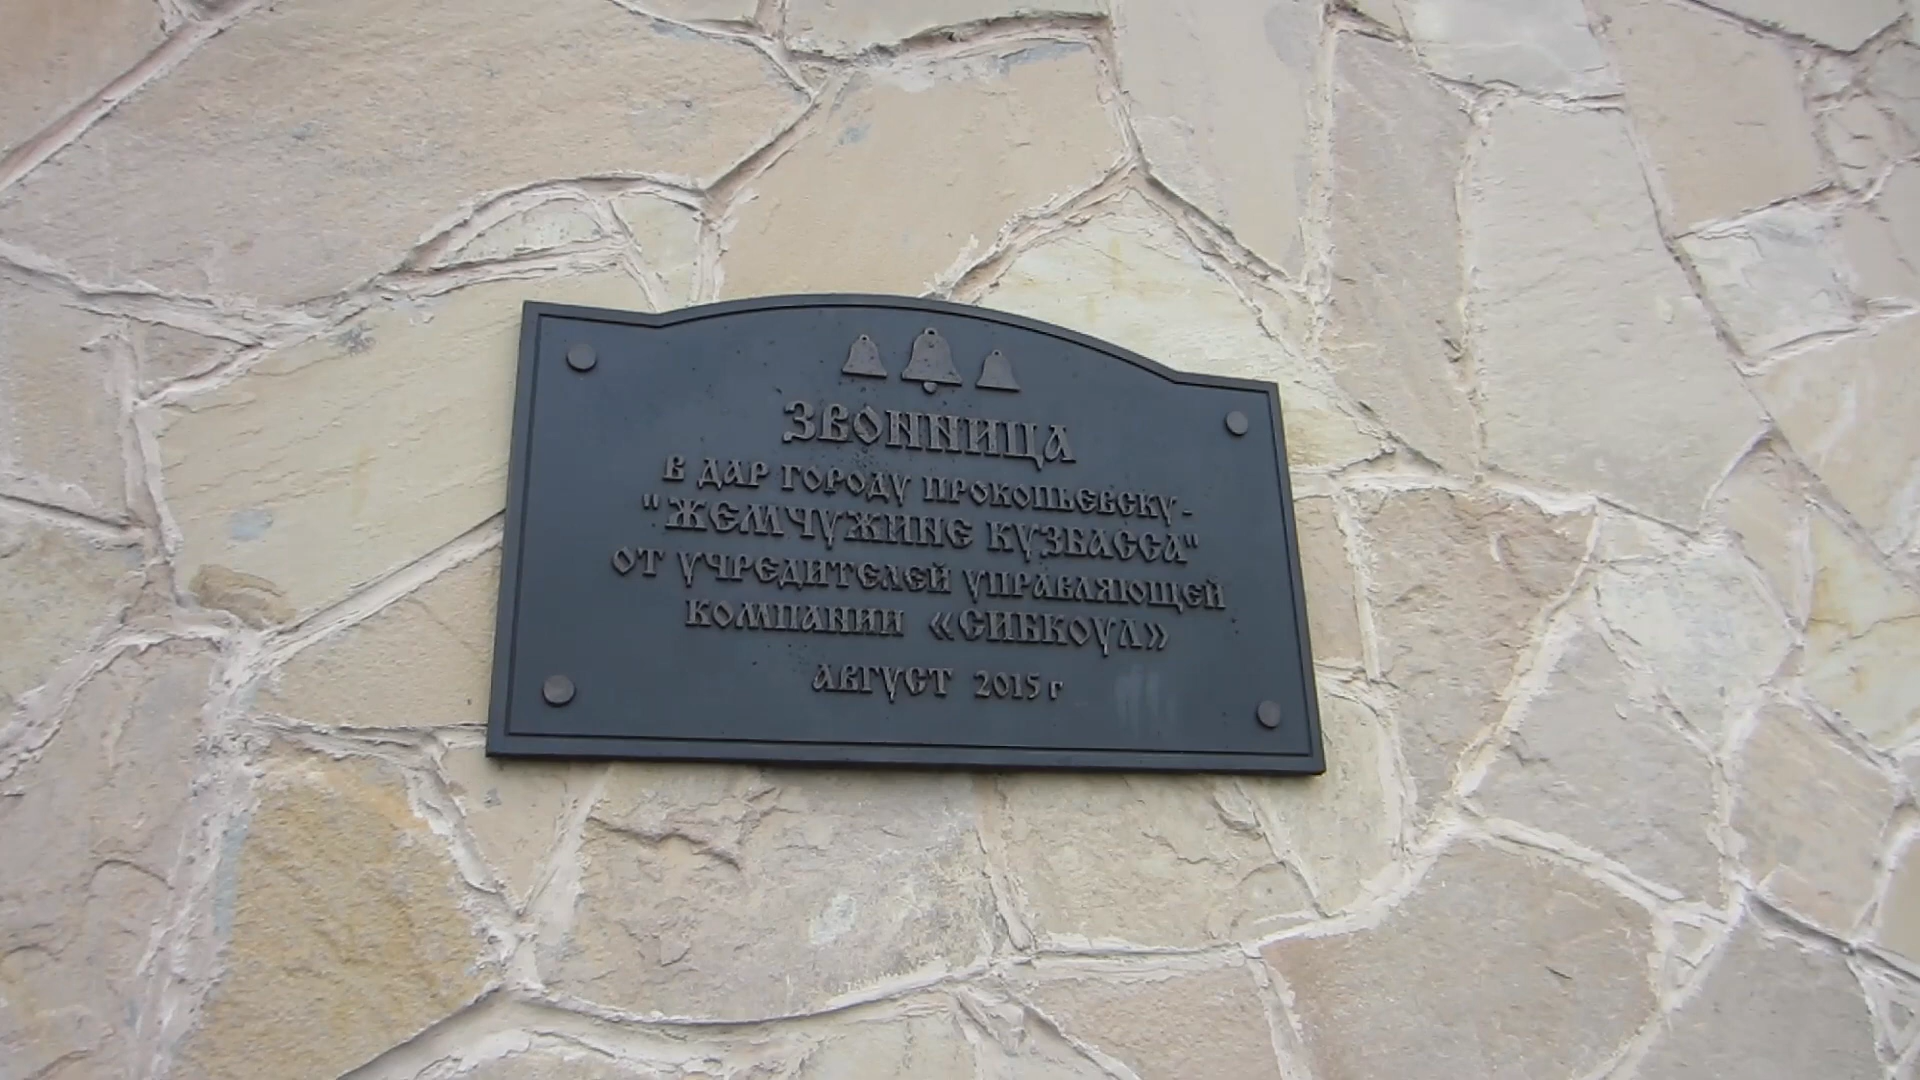 ЗВОННИЦА
В ДАР ГОРОДУ ПРОКОПЬЕВСКУ-
"ЖЕМЧУЖИНЕ КУЗБАССА"
ОТ УЧРЕДИТЕЛЕЙ УПРАВЛЯЮЩЕЙ
КОМПАНИИ «СИБКОУЛ»
АВГУСТ 2015 г